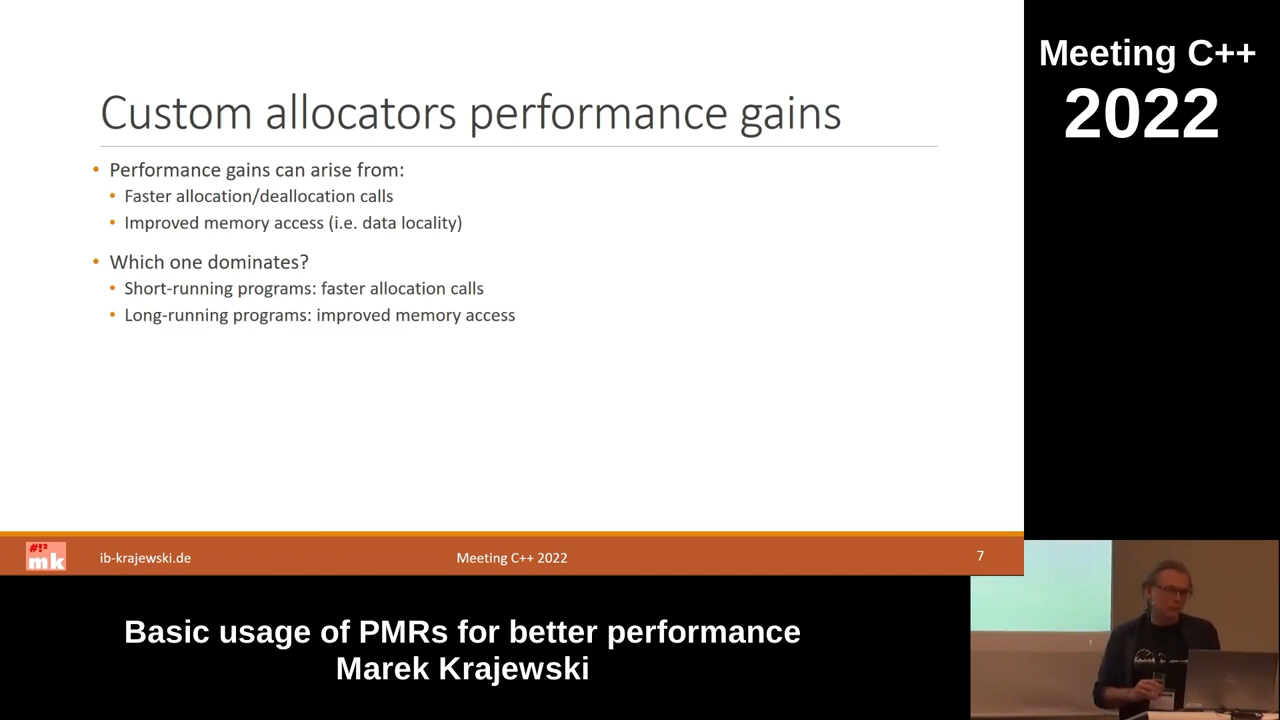 Meeting C++
2022
Custom allocators performance gains
• Performance gains can arise from:
• Faster allocation/deallocation calls
• Improved memory access (i.e. data locality)
• Which one dominates?
• Short-running programs: faster allocation calls
• Long-running programs: improved memory access
#!²
mk
ib-krajewski.de
Meeting C++ 2022
7
Basic usage of PMRs for better performance
Marek Krajewski